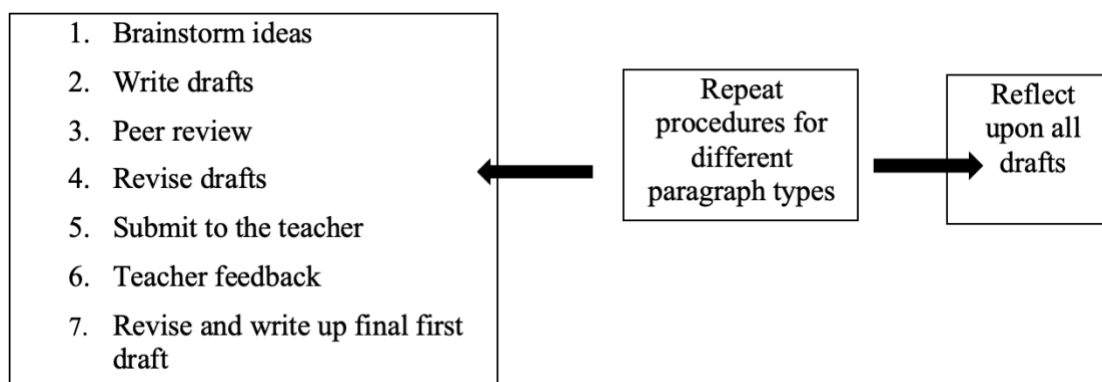 1. Brainstorm ideas
2. Write drafts
3. Peer review
4. Revise drafts
5. Submit to the teacher
6. Teacher feedback
7. Revise and write up final first
draft
Repeat
procedures for
different
paragraph types
Reflect
upon all
drafts